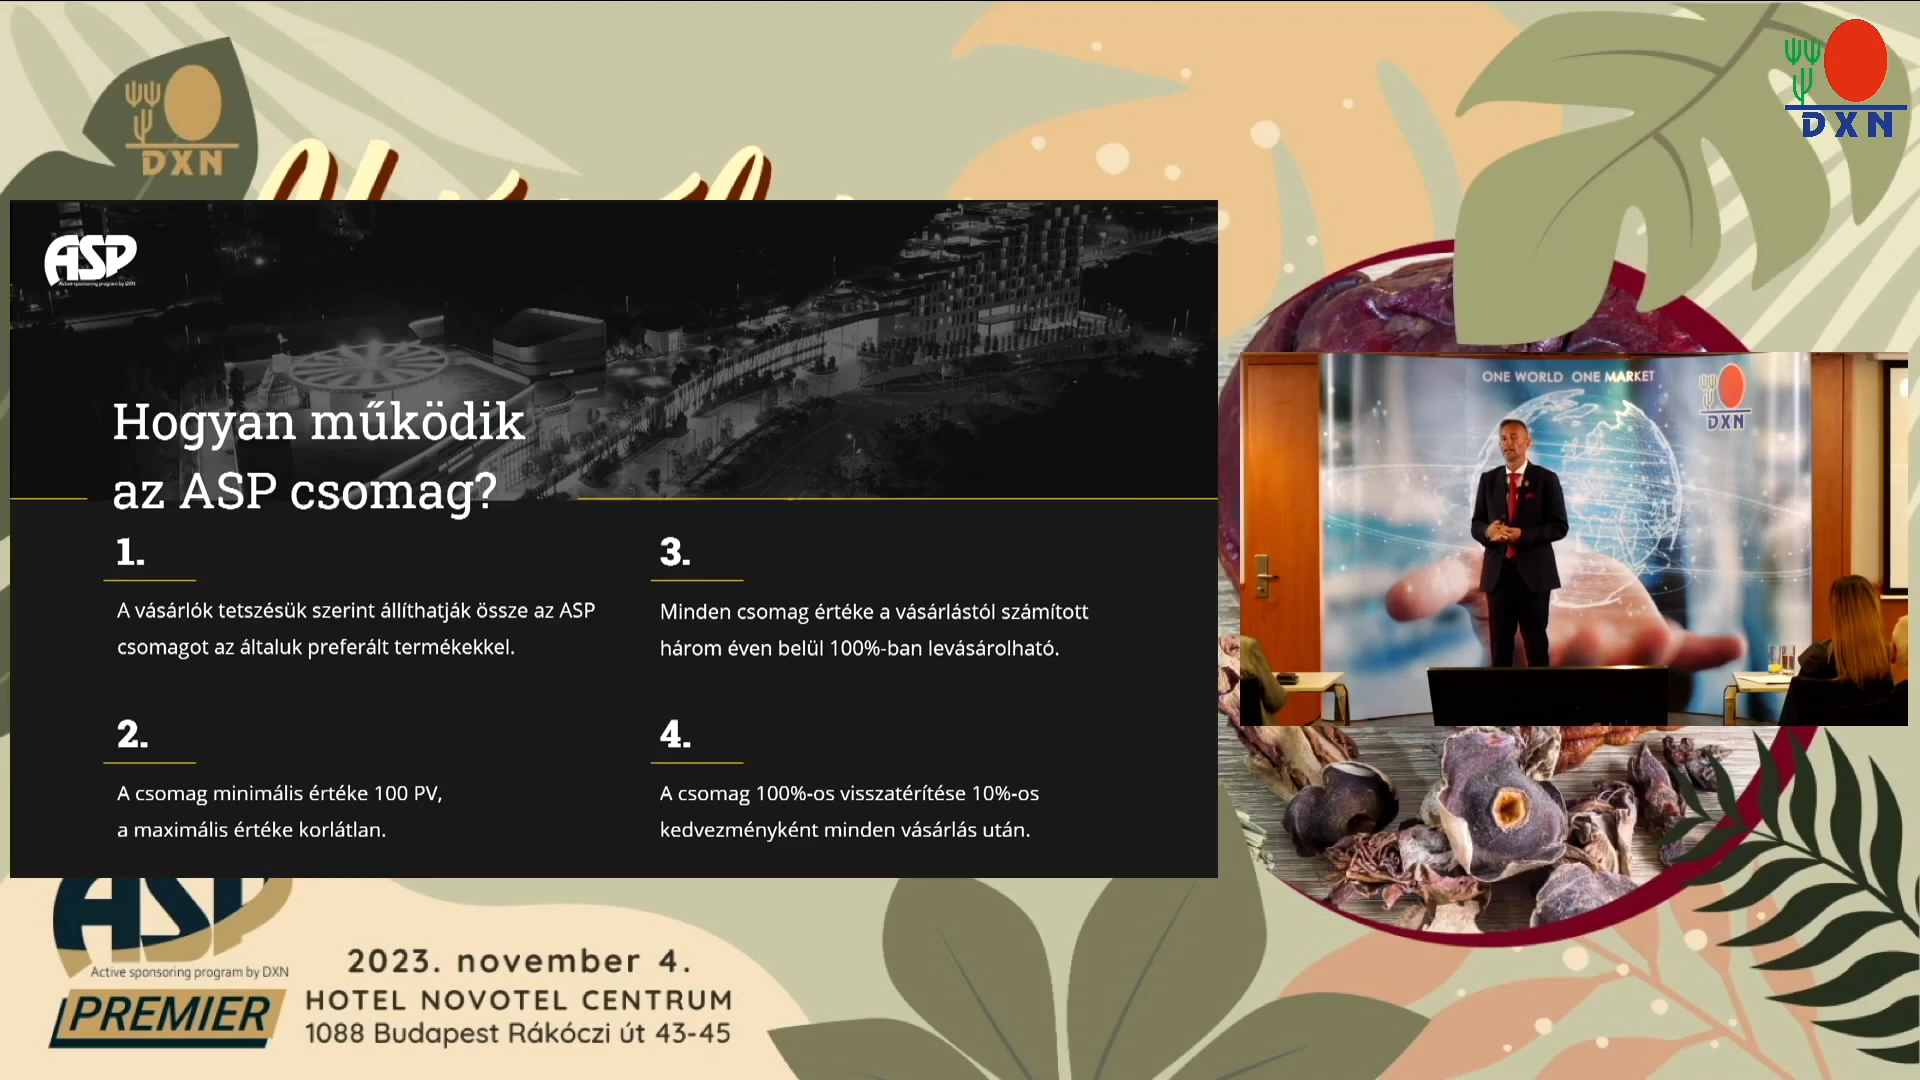 DXN
DXN
ASP
Active sponsoring program by DXN
Hogyan működik
az ASP csomag?
1.
A vásárlók tetszésük szerint állíthatják össze az ASP
csomagot az általuk preferált termékekkel.
2.
A csomag minimális értéke 100 PV,
a maximális értéke korlátlan.
3.
Minden csomag értéke a vásárlástól számított
három éven belül 100%-ban levásárolható.
4.
A csomag 100%-os visszatérítése 10%-os
kedvezményként minden vásárlás után.
ONE WORLD ONE MARKET
DXN
ASP
Active sponsoring program by DXN
PREMIER
2023. november 4.
HOTEL NOVOTEL CENTRUM
1088 Budapest Rákóczi út 43-45